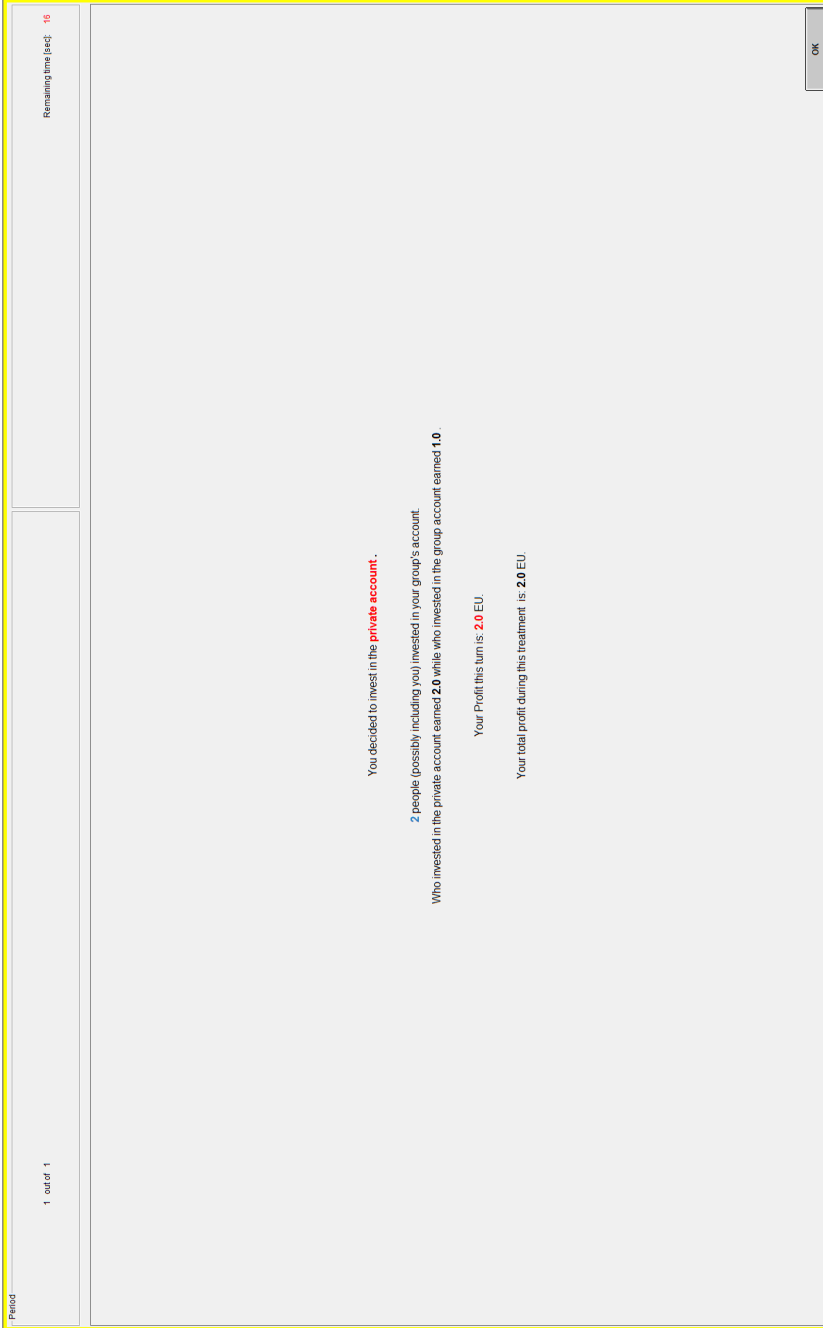 Period
1 out of 1
Remaining time [sec]: 16
You decided to invest in the private account .
2 people (possibly including you) invested in your group's account.
Who invested in the private account earned 2.0 while who invested in the group account earned 1.0 .
Your Profit this turn is: 2.0 EU.
Your total profit during this treatment is: 2.0 EU.
OK